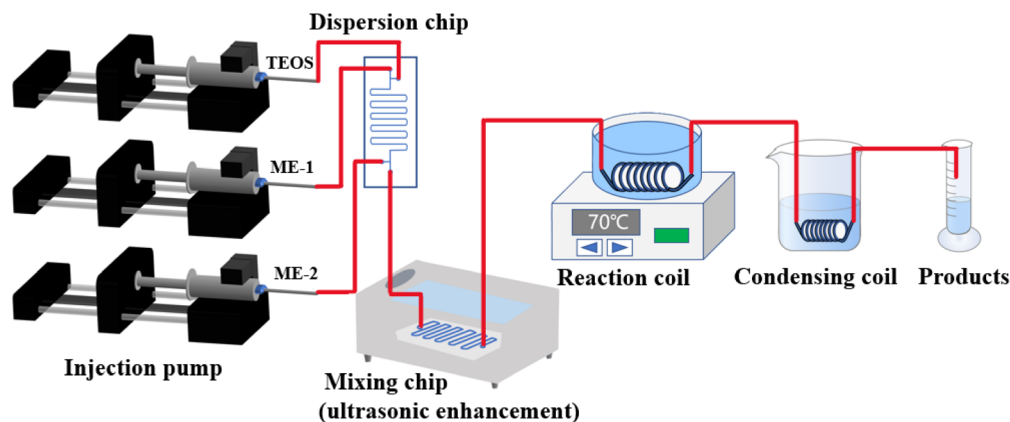 Dispersion chip
TEOS
ME-1
ME-2
70℃
Reaction coil
Condensing coil
Products
Injection pump
Mixing chip
(ultrasonic enhancement)